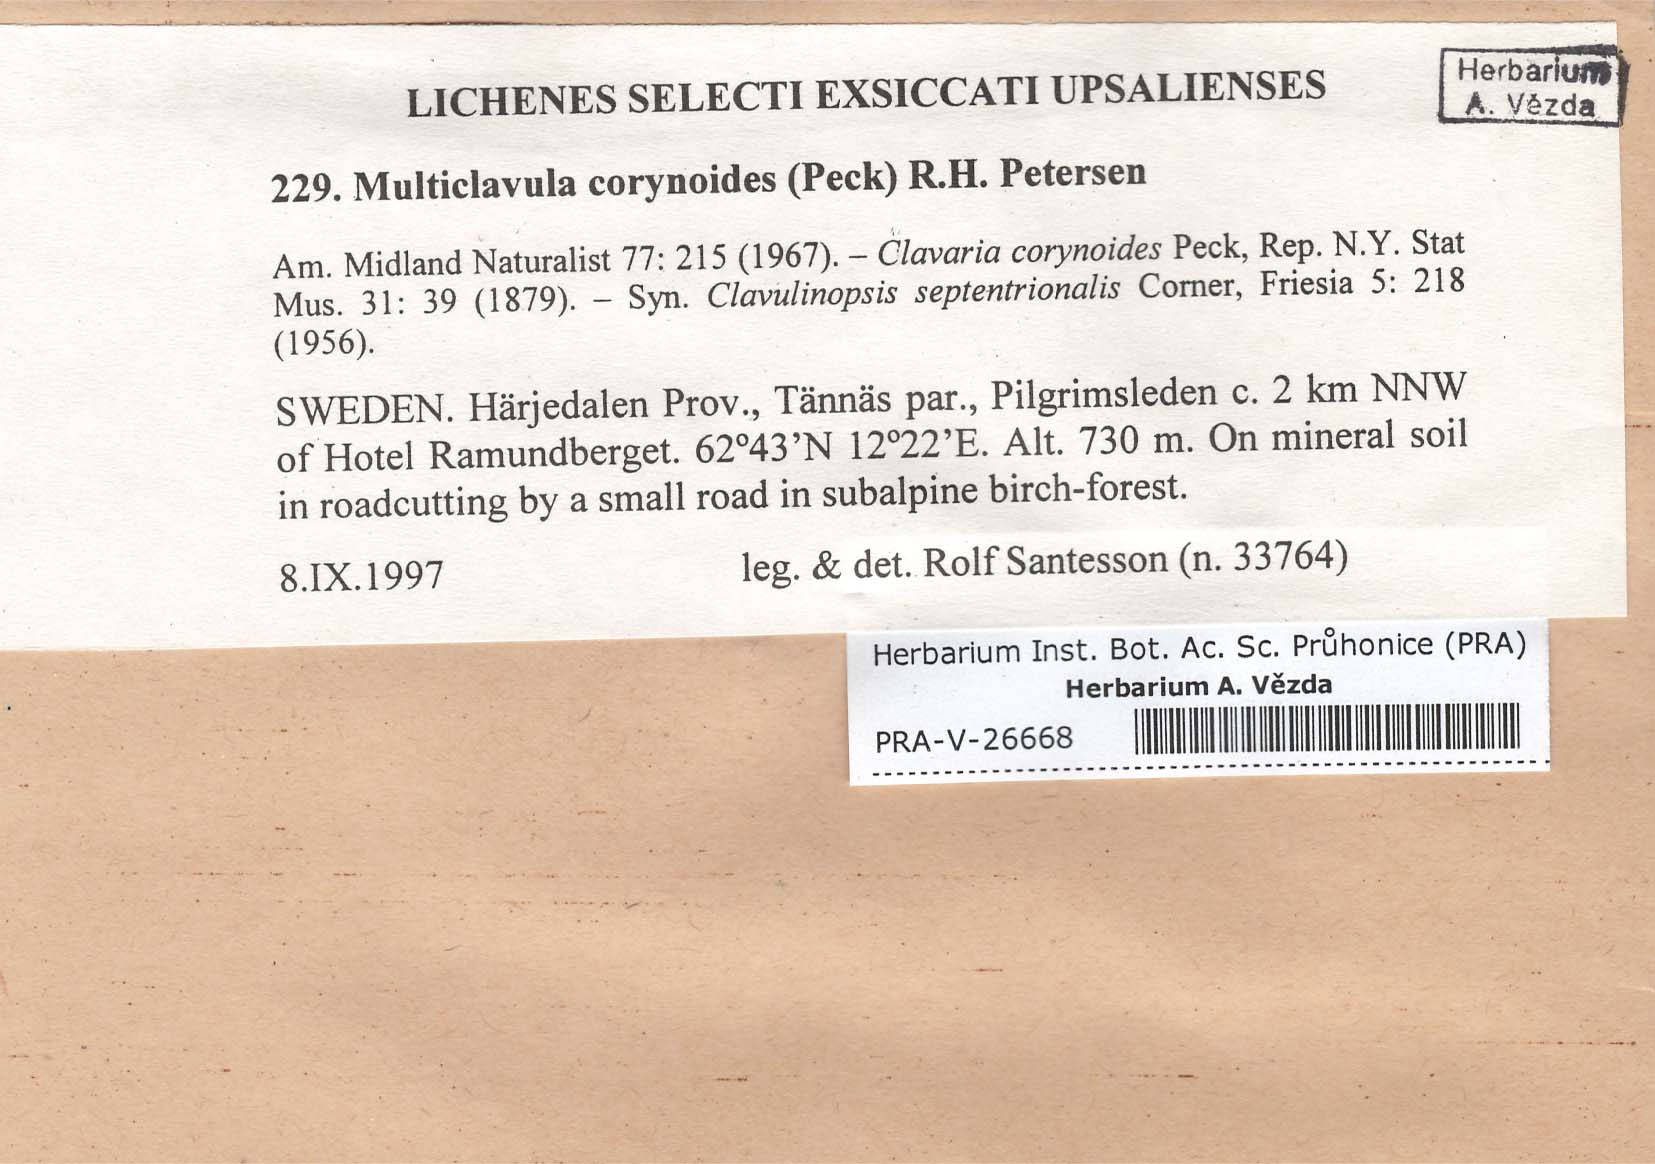 LICHENES SELECTI EXSICCATI UPSALIENSES
Herbarium
A. Vězda
229. Multiclavula corynoides (Peck) R.H. Petersen
Am. Midland Naturalist 77: 215 (1967). – Clavaria corynoides Peck, Rep. N.Y. Stat
Mus. 31: 39 (1879). – Syn. Clavulinopsis septentrionalis Corner, Friesia 5: 218
(1956).
SWEDEN. Härjedalen Prov., Tännäs par., Pilgrimsleden c. 2 km NNW
of Hotel Ramundberget. 62º43’N 12º22’E. Alt. 730 m. On mineral soil
in roadcutting by a small road in subalpine birch-forest.
8.IX.1997 leg. & det. Rolf Santesson (n. 33764)
Herbarium Inst. Bot. Ac. Sc. Průhonice (PRA)
Herbarium A. Vězda
PRA-V-26668